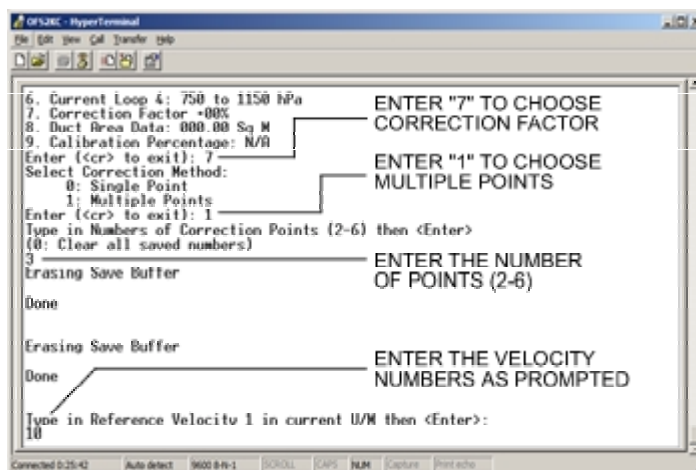 OFS2KC - HyperTerminal
File Edit View Call Transfer Help
6. Current Loop 4: 750 to 1150 hPa
7. Correction Factor +00%
8. Duct Area Data: 000.00 Sq M
9. Calibration Percentage: N/A
Enter (<cr> to exit): 7
ENTER "7" TO CHOOSE
CORRECTION FACTOR
Select Correction Method:
0: Single Point
1: Multiple Points
Enter (<cr> to exit): 1
ENTER "1" TO CHOOSE
MULTIPLE POINTS
Type in Numbers of Correction Points (2-6) then <Enter>
(0: Clear all saved numbers)
3
ENTER THE NUMBER
OF POINTS (2-6)
Erasing Save Buffer
Done
Erasing Save Buffer
Done
ENTER THE VELOCITY
NUMBERS AS PROMPTED
Type in Reference Velocity 1 in current U/M then <Enter>:
10
Connected 0:25:42 Auto detect 9600 8-N-1 SCROLL CAPS NUM Capture Print echo